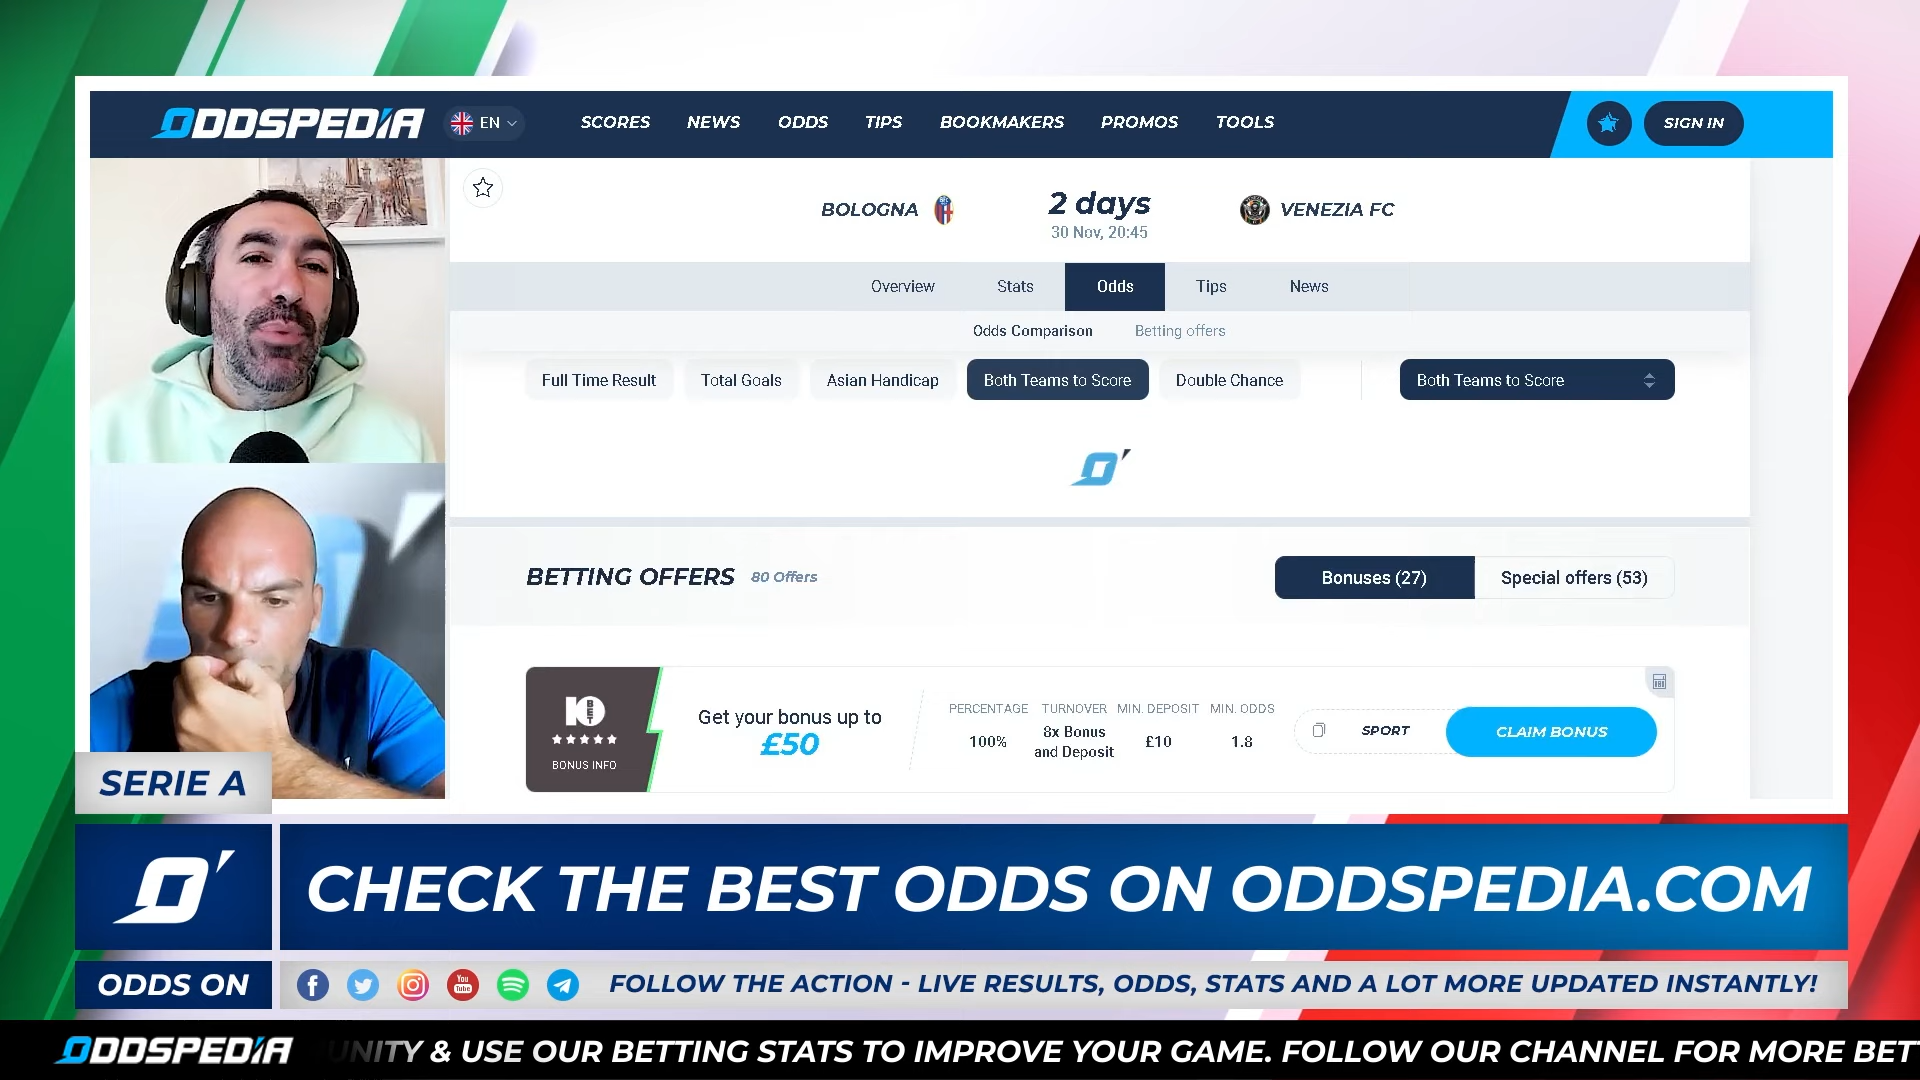 ODDSPEDIA
EN
SCORES NEWS ODDS TIPS BOOKMAKERS PROMOS TOOLS
SIGN IN
BOLOGNA
2 days
30 Nov, 20:45
VENEZIA FC
Overview Stats Odds Tips News
Odds Comparison Betting offers
Full Time Result Total Goals Asian Handicap Both Teams to Score Double Chance
Both Teams to Score
BETTING OFFERS 80 Offers
Bonuses (27) Special offers (53)
10
BET
BONUS INFO
Get your bonus up to
£50
PERCENTAGE TURNOVER MIN. DEPOSIT MIN. ODDS
100% 8x Bonus and Deposit £10 1.8
SPORT
CLAIM BONUS
SERIE A
CHECK THE BEST ODDS ON ODDSPEDIA.COM
ODDS ON
You
Tube
FOLLOW THE ACTION - LIVE RESULTS, ODDS, STATS AND A LOT MORE UPDATED INSTANTLY!
ODDSPEDIA
UNITY & USE OUR BETTING STATS TO IMPROVE YOUR GAME. FOLLOW OUR CHANNEL FOR MORE BET